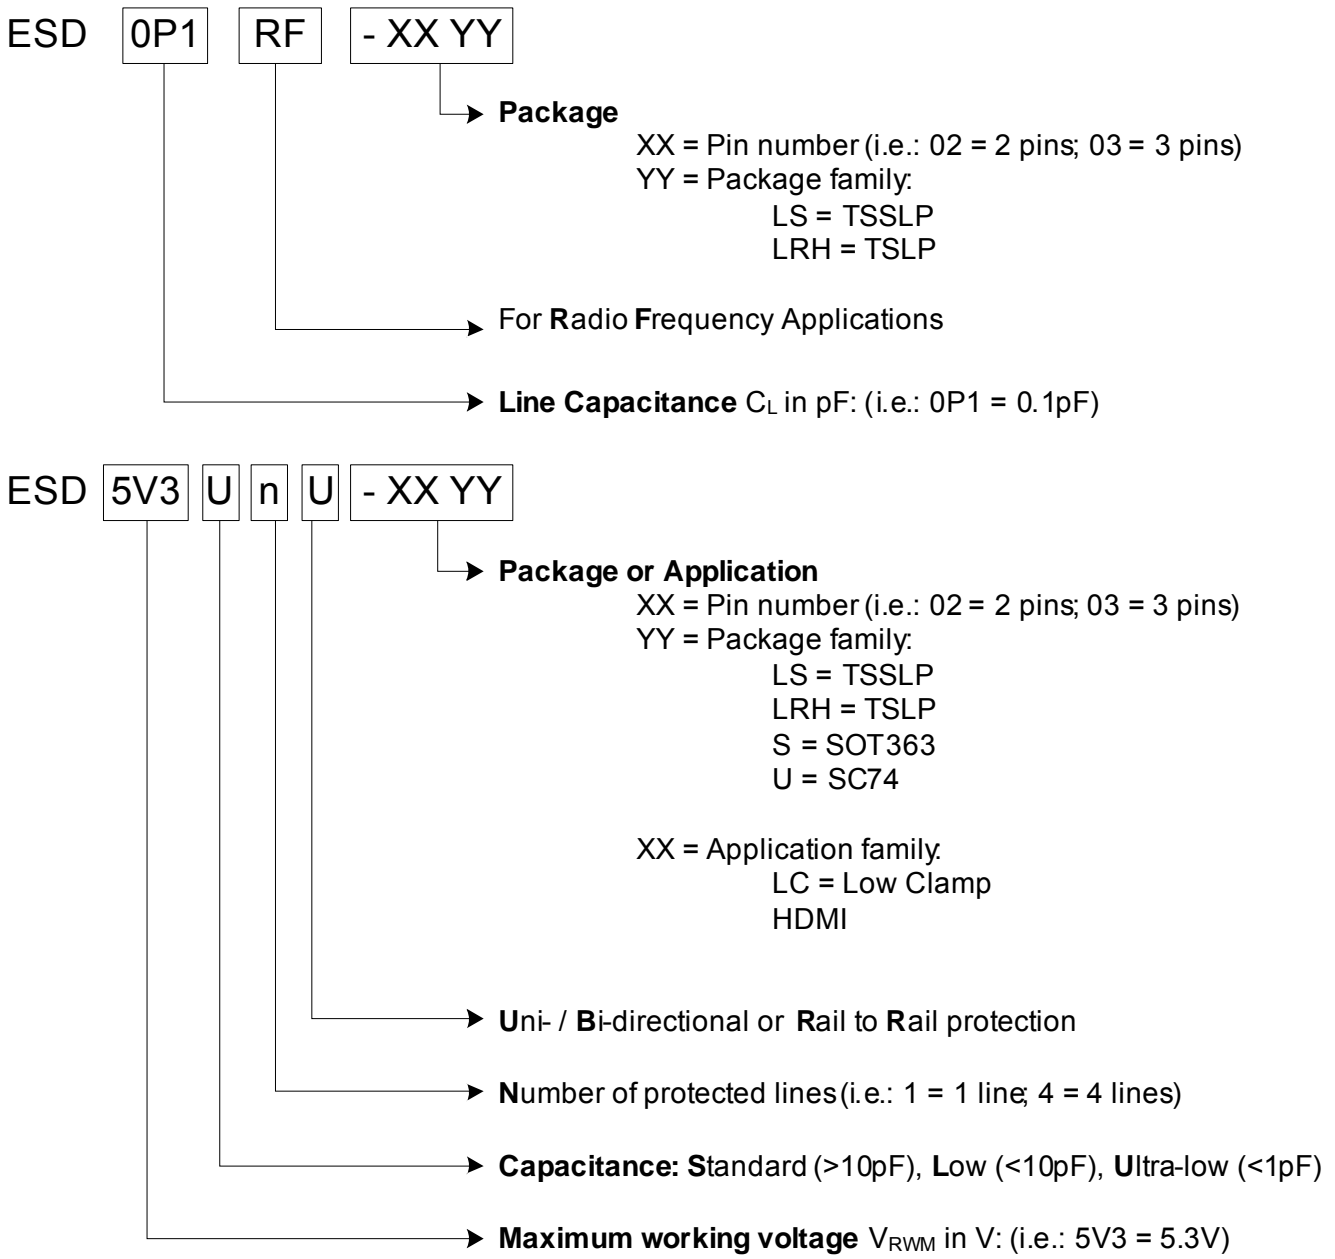 ESD 0P1 RF - XX YY
Package
XX = Pin number (i.e.: 02 = 2 pins; 03 = 3 pins)
YY = Package family:
LS = TSSLP
LRH = TSLP
For Radio Frequency Applications
Line Capacitance CL in pF: (i.e.: 0P1 = 0.1pF)
ESD 5V3 U n U - XX YY
Package or Application
XX = Pin number (i.e.: 02 = 2 pins; 03 = 3 pins)
YY = Package family:
LS = TSSLP
LRH = TSLP
S = SOT363
U = SC74
XX = Application family:
LC = Low Clamp
HDMI
Uni- / Bi-directional or Rail to Rail protection
Number of protected lines (i.e.: 1 = 1 line; 4 = 4 lines)
Capacitance: Standard (>10pF), Low (<10pF), Ultra-low (<1pF)
Maximum working voltage VRWM in V: (i.e.: 5V3 = 5.3V)